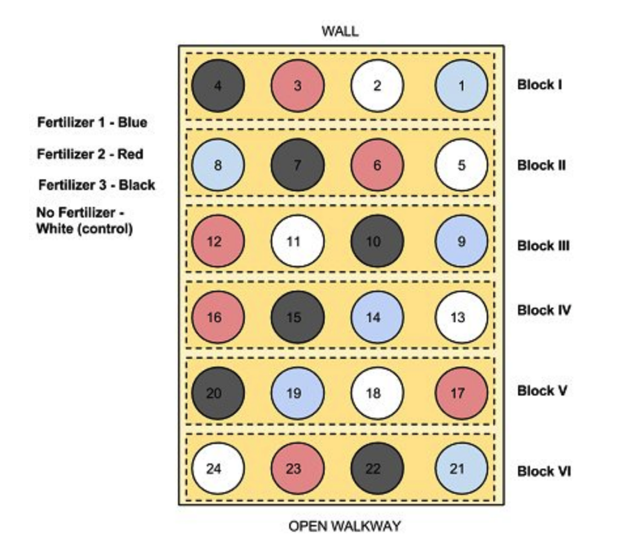 WALL
4 3 2 1 Block I
Fertilizer 1 - Blue
Fertilizer 2 - Red
8 7 6 5 Block II
Fertilizer 3 - Black
No Fertilizer -
White (control)
12 11 10 9 Block III
16 15 14 13 Block IV
20 19 18 17 Block V
24 23 22 21 Block VI
OPEN WALKWAY